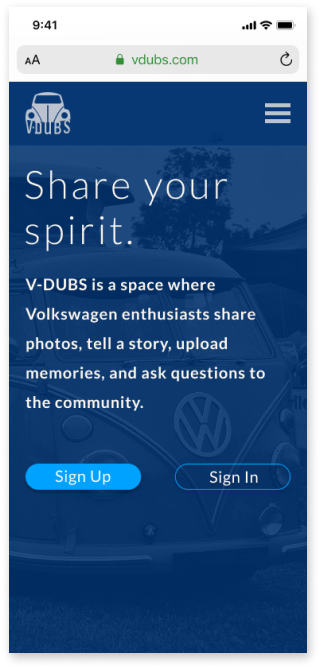 9:41
AA
vdubs.com
VDUBS
Share your
spirit.
V-DUBS is a space where
Volkswagen enthusiasts share
photos, tell a story, upload
memories, and ask questions to
the community.
Sign Up
Sign In